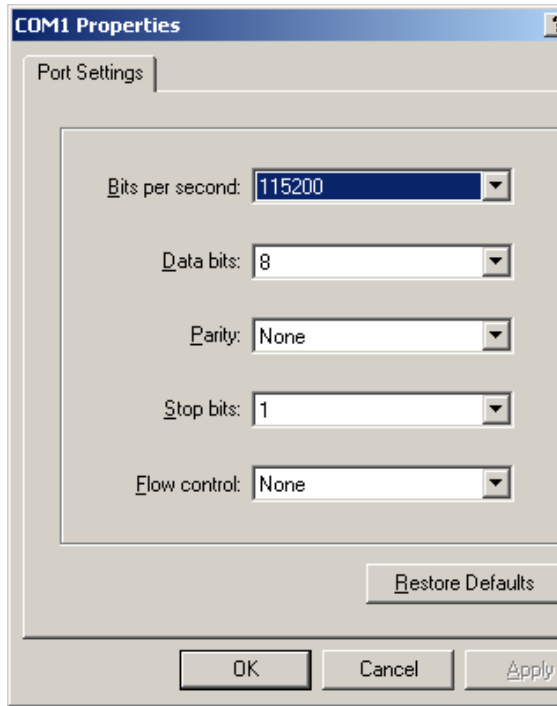 COM1 Properties
Port Settings
Bits per second: 115200
Data bits: 8
Parity: None
Stop bits: 1
Flow control: None
Restore Defaults
OK Cancel Apply